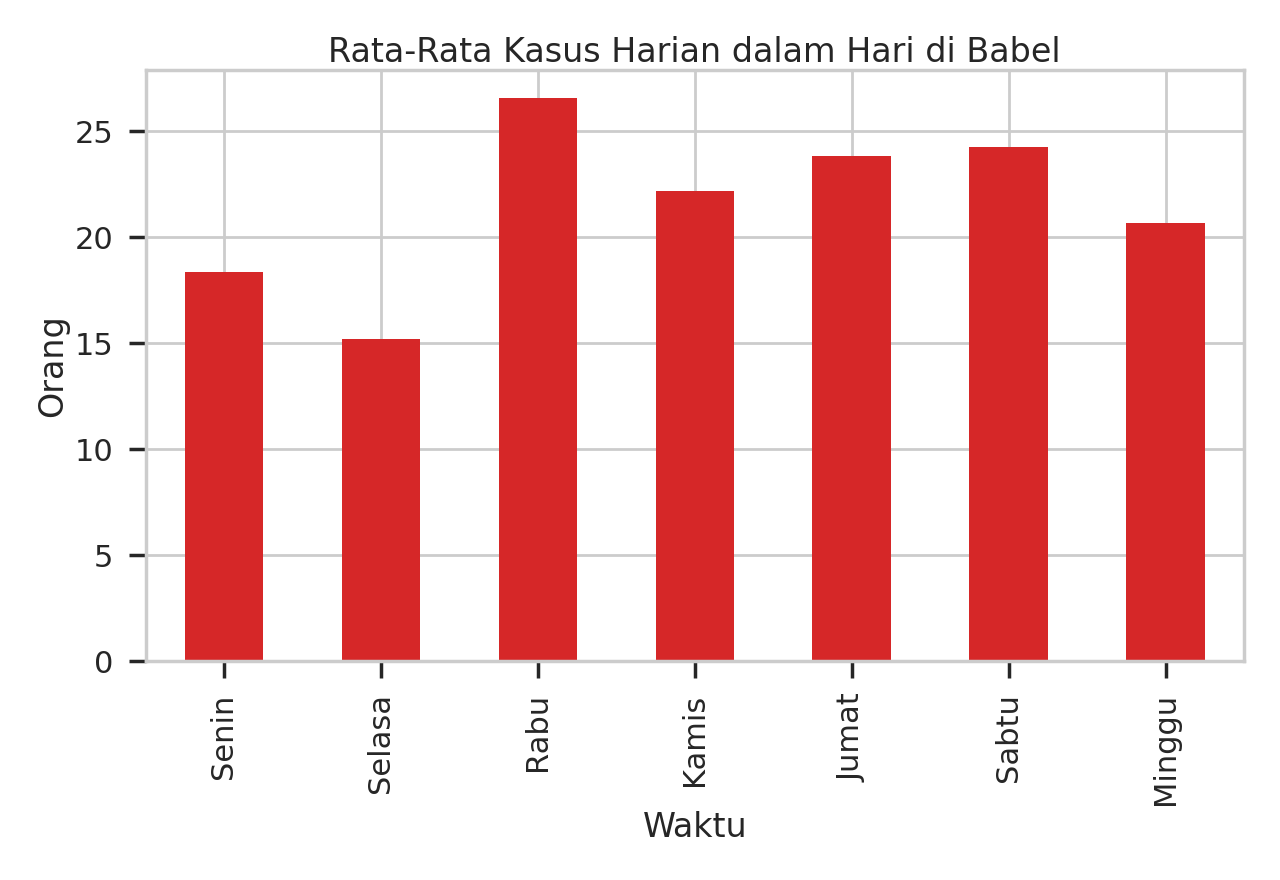 Rata-Rata Kasus Harian dalam Hari di Babel
Orang
25
20
15
10
5
0
Senin
Selasa
Rabu
Kamis
Jumat
Sabtu
Minggu
Waktu